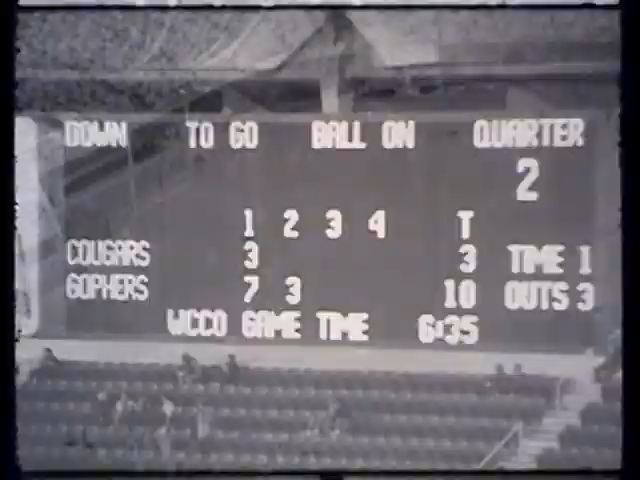 DOWN TO GO BALL ON QUARTER
2
1 2 3 4 T
COUGARS 3 3 TIME 1
GOPHERS 7 3 10 OUTS 3
WCCO GAME TIME 6:35